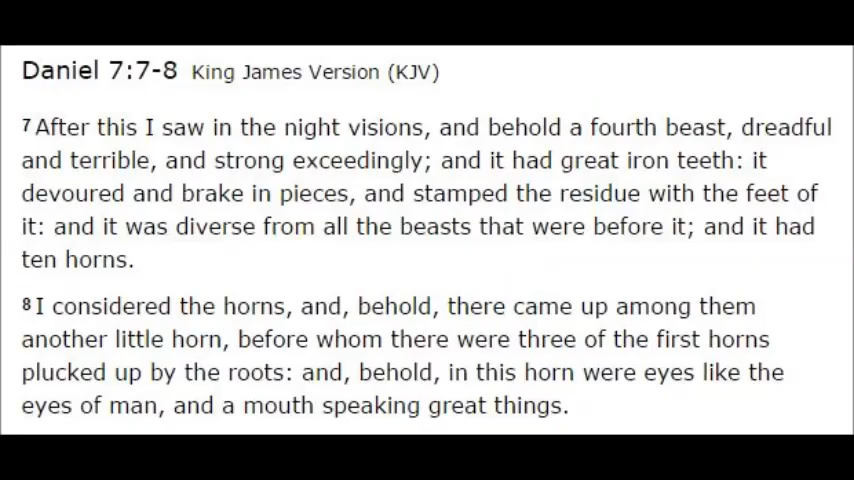 Daniel 7:7-8 King James Version (KJV)
7 After this I saw in the night visions, and behold a fourth beast, dreadful
and terrible, and strong exceedingly; and it had great iron teeth: it
devoured and brake in pieces, and stamped the residue with the feet of
it: and it was diverse from all the beasts that were before it; and it had
ten horns.
8 I considered the horns, and, behold, there came up among them
another little horn, before whom there were three of the first horns
plucked up by the roots: and, behold, in this horn were eyes like the
eyes of man, and a mouth speaking great things.